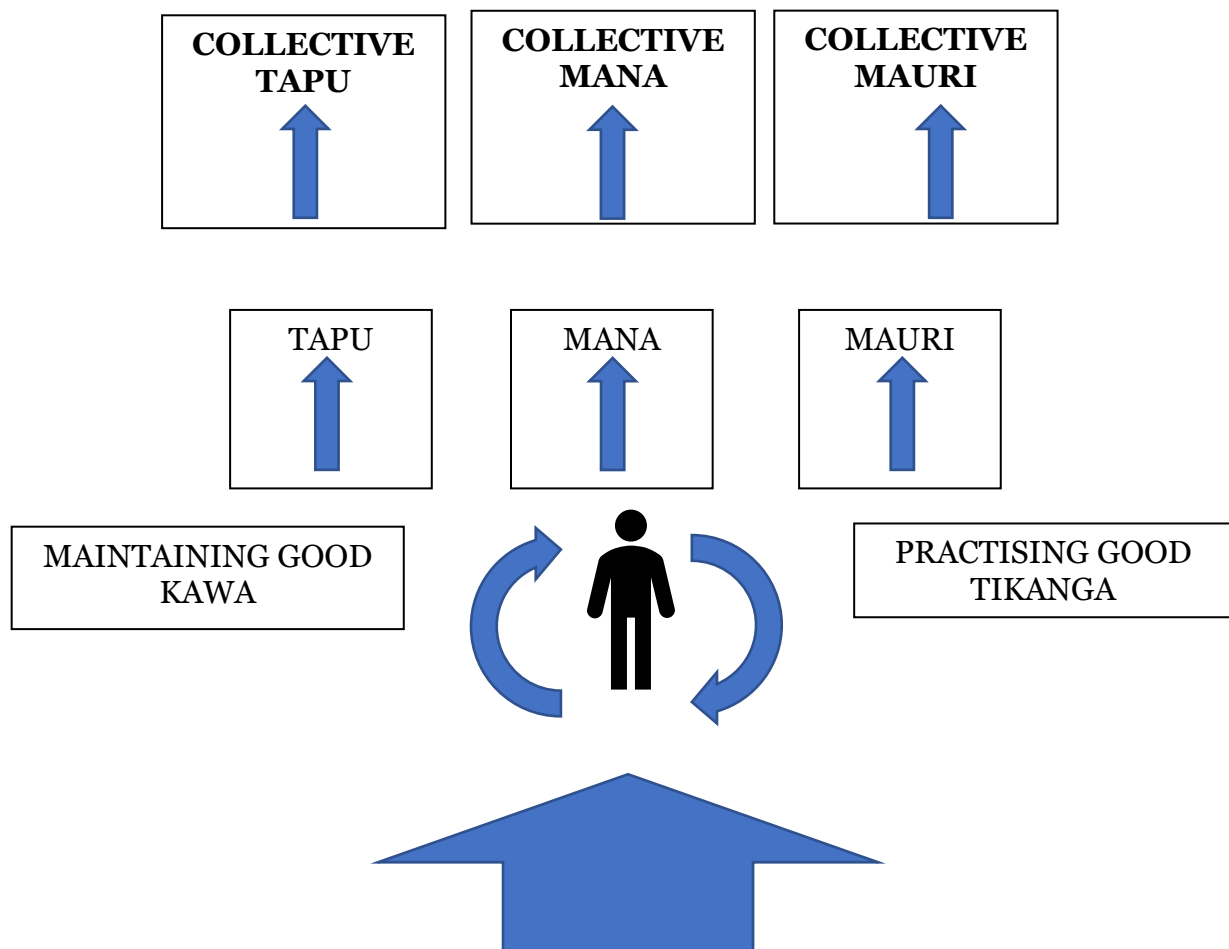 COLLECTIVE
TAPU
COLLECTIVE
MANA
COLLECTIVE
MAURI
TAPU
MANA
MAURI
MAINTAINING GOOD
KAWA
PRACTISING GOOD
TIKANGA